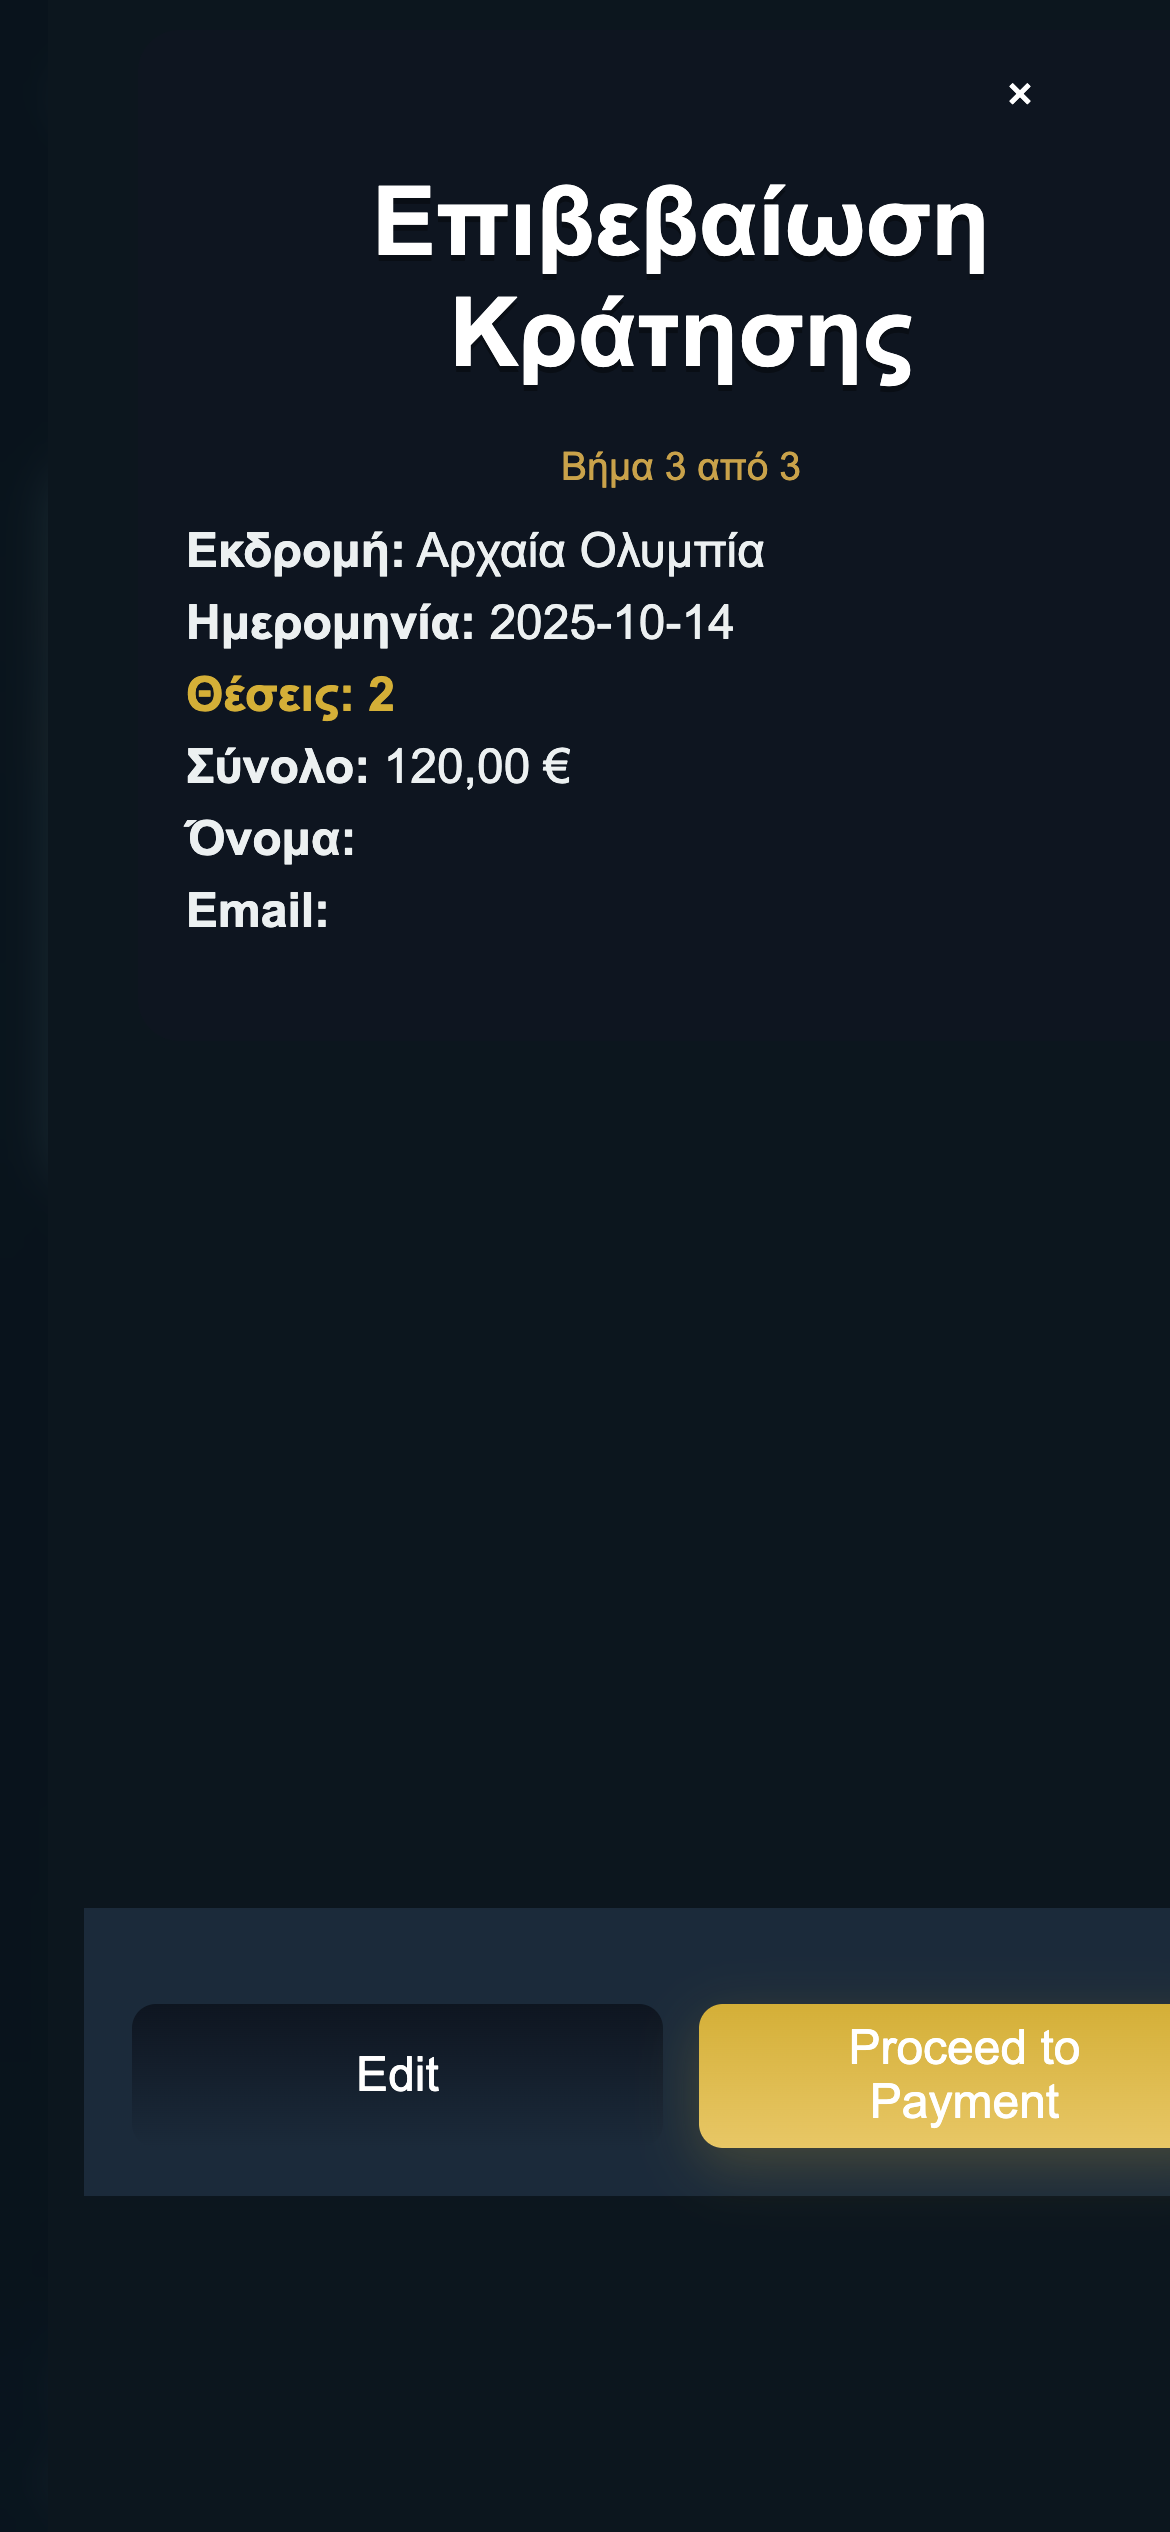 ×
Επιβεβαίωση
Κράτησης
Βήμα 3 από 3
Εκδρομή: Αρχαία Ολυμπία
Ημερομηνία: 2025-10-14
Θέσεις: 2
Σύνολο: 120,00 €
Όνομα:
Email:
Edit
Proceed to
Payment